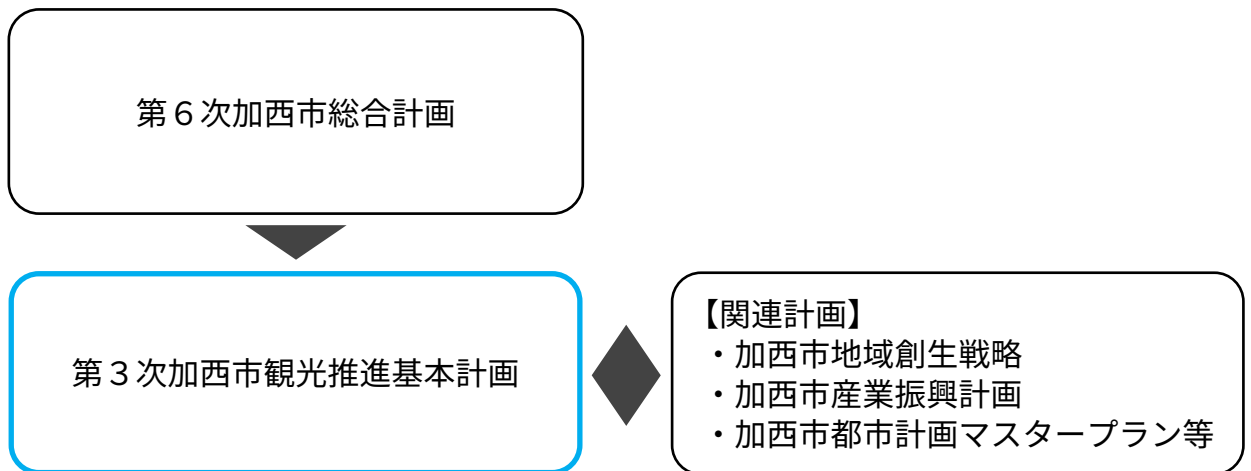 第６次加西市総合計画
第３次加西市観光推進基本計画
【関連計画】
・加西市地域創生戦略
・加西市産業振興計画
・加西市都市計画マスタープラン等